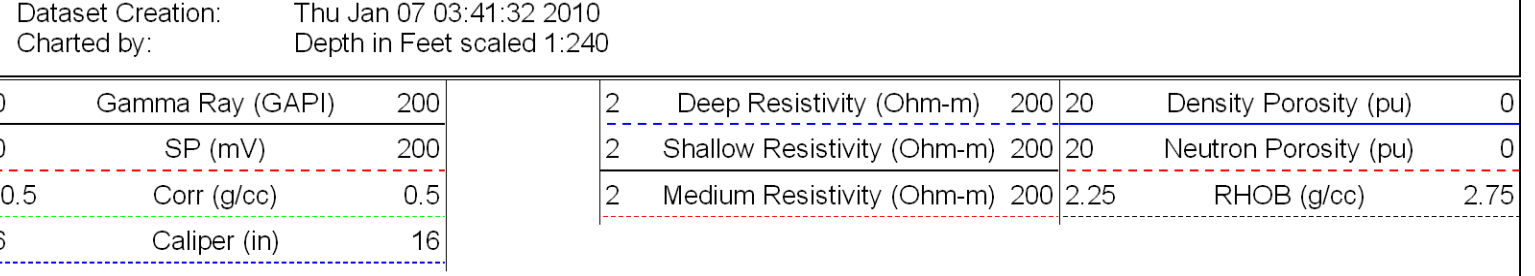 Dataset Creation: Thu Jan 07 03:41:32 2010
Charted by: Depth in Feet scaled 1:240
Gamma Ray (GAPI) 200 2 Deep Resistivity (Ohm-m) 200 20 Density Porosity (pu) 0
SP (mV) 200 2 Shallow Resistivity (Ohm-m) 200 20 Neutron Porosity (pu) 0
0.5 Corr (g/cc) 0.5 2 Medium Resistivity (Ohm-m) 200 2.25 RHOB (g/cc) 2.75
Caliper (in) 16